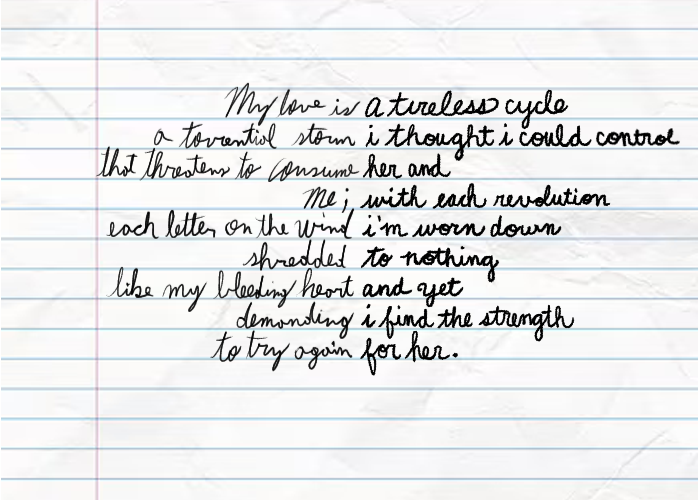 My love is a tireless cycle
a torrential storm i thought i could control
that threatens to consume her and
me; with each revolution
each letter on the wind i'm worn down
shredded to nothing
like my bleeding heart and yet
demanding i find the strength
to try again for her.